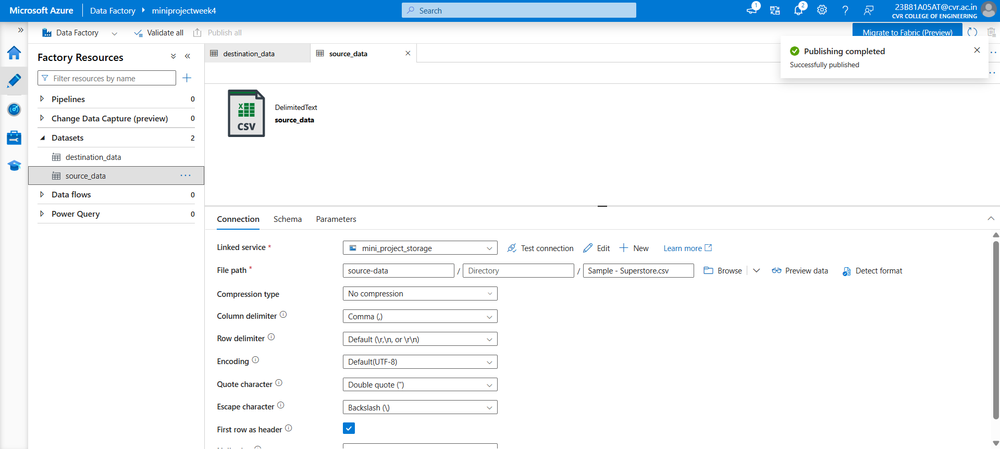 Microsoft Azure Data Factory miniprojectweek4 Search 1 2 23B81A05AT@cvr.ac.in
CVR COLLEGE OF ENGINEERING
Data Factory Validate all Publish all Migrate to Fabric (Preview)
Publishing completed
Successfully published
Factory Resources
Filter resources by name
Pipelines 0
Change Data Capture (preview) 0
Datasets 2
destination_data
source_data
Data flows 0
Power Query 0
destination_data source_data
CSV
DelimitedText
source_data
Connection Schema Parameters
Linked service * mini_project_storage Test connection Edit New Learn more
File path * source-data / Directory / Sample - Superstore.csv Browse Preview data Detect format
Compression type No compression
Column delimiter Comma (,)
Row delimiter Default (\r,\n, or \r\n)
Encoding Default(UTF-8)
Quote character Double quote (")
Escape character Backslash (\)
First row as header